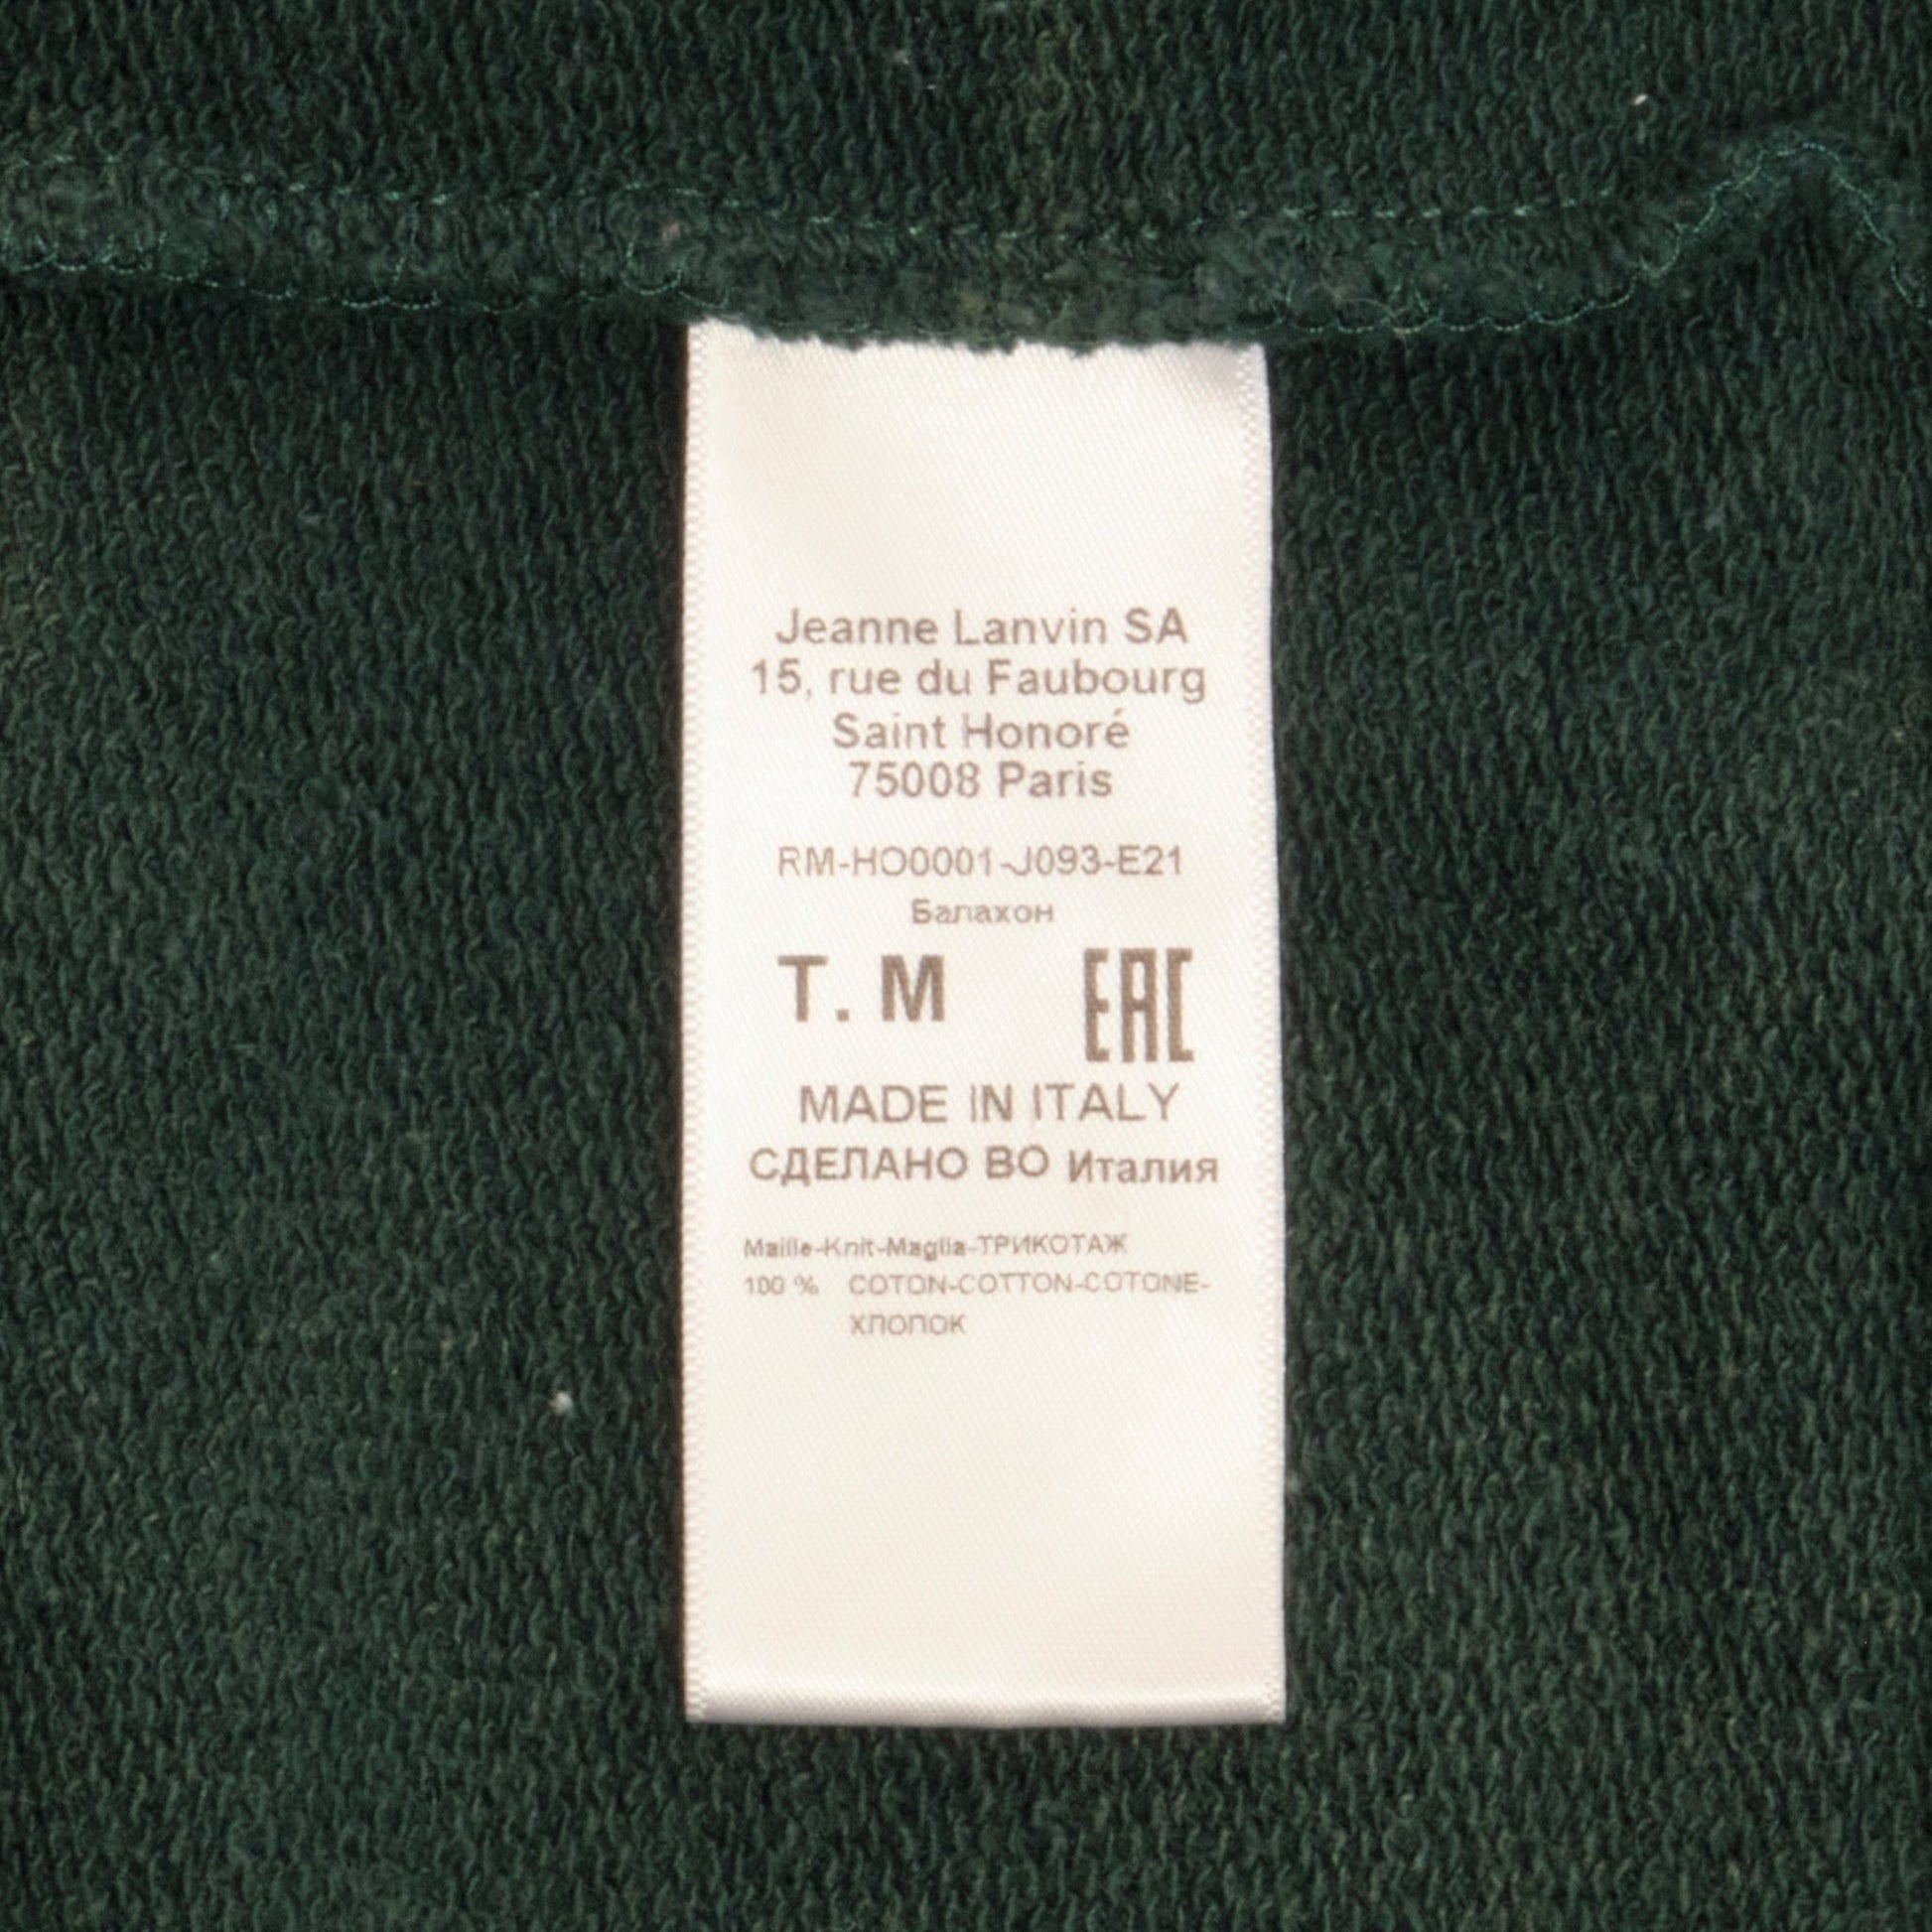 Jeanne Lanvin SA
15, rue du Faubourg
Saint Honoré
75008 Paris
RM-HO0001-J093-E21
Балахон
T. M EAC
MADE IN ITALY
СДЕЛАНО ВО Италия
Maille-Knit-Maglia-ТРИКОТАЖ
100 % COTON-COTTON-COTONE-
ХЛОПОК